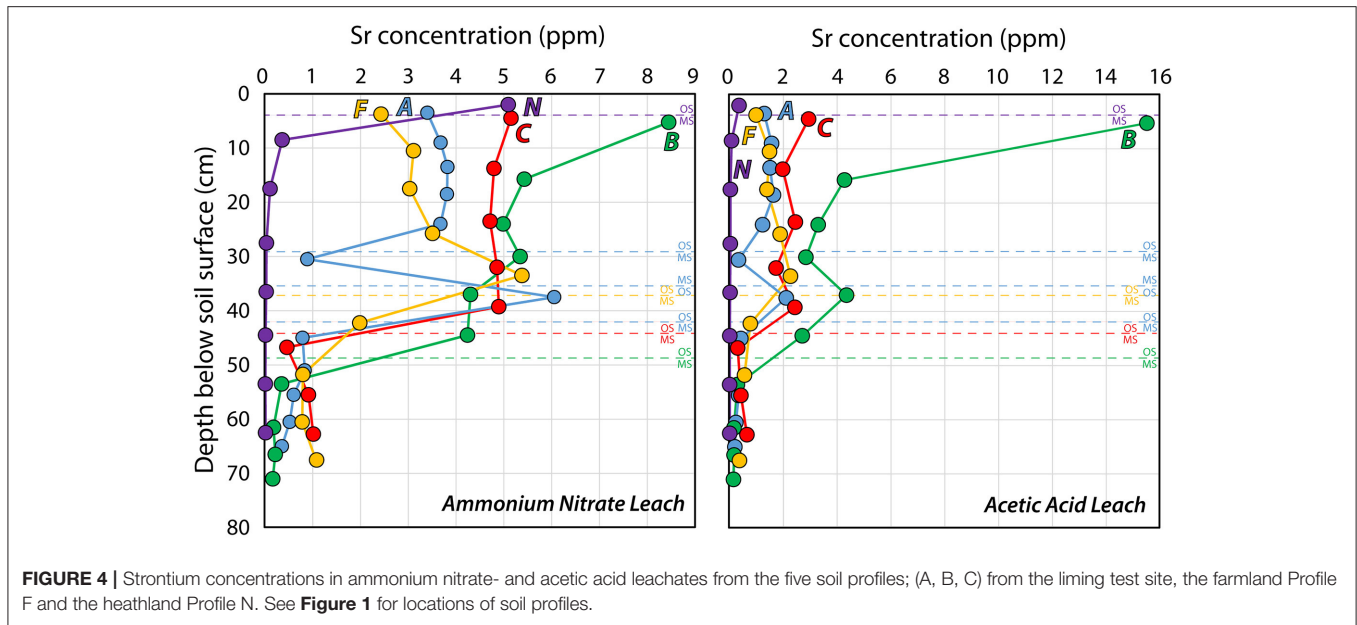 Sr concentration (ppm)
0 1 2 3 4 5 6 7 8 9
Depth below soil surface (cm)
0
10
20
30
40
50
60
70
80
F A N
C
B
OS
MS
OS
MS
MS
OS OS
MS
OS OS
MS MS
OS
MS
Ammonium Nitrate Leach
Sr concentration (ppm)
0 2 4 6 8 10 12 14 16
A
F C
B
N
OS
MS
OS
MS
MS
OS OS
MS
OS OS
MS MS
OS
MS
Acetic Acid Leach
FIGURE 4 | Strontium concentrations in ammonium nitrate- and acetic acid leachates from the five soil profiles; (A, B, C) from the liming test site, the farmland Profile
F and the heathland Profile N. See Figure 1 for locations of soil profiles.